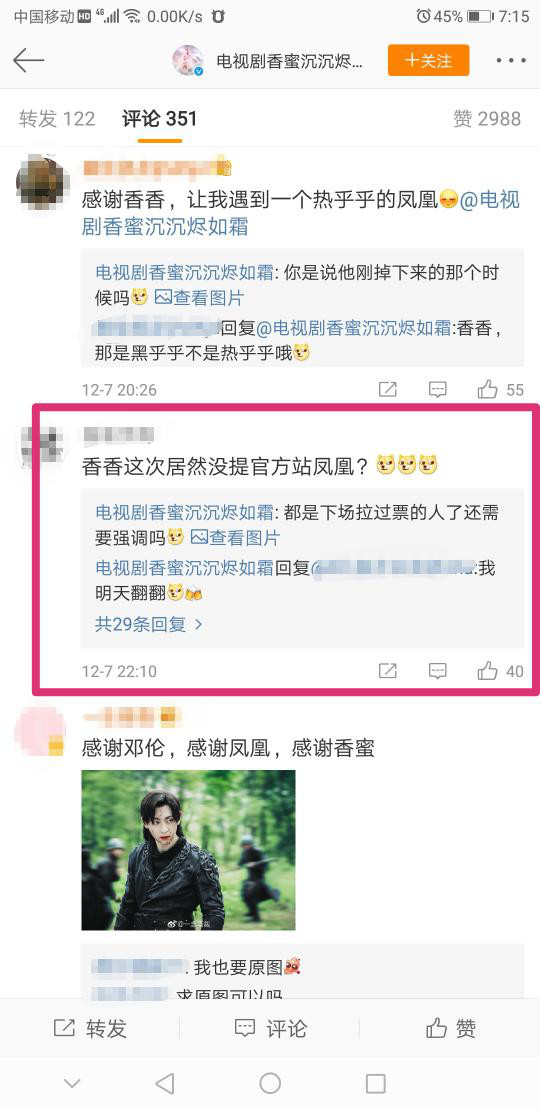 中国移动 HD 46 0.00K/s 45% 7:15
电视剧香蜜沉沉烬... 十关注
转发 122 评论 351 赞 2988
感谢香香，让我遇到一个热乎乎的凤凰😊@电视
剧香蜜沉沉烬如霜
电视剧香蜜沉沉烬如霜: 你是说他刚掉下来的那个时
候吗 查看图片
回复@电视剧香蜜沉沉烬如霜:香香，
那是黑乎乎不是热乎乎哦
12-7 20:26 55
香香这次居然没提官方站凤凰？
电视剧香蜜沉沉烬如霜: 都是下场拉过票的人了还需
要强调吗 查看图片
电视剧香蜜沉沉烬如霜回复@:我
明天翻翻🍻
共29条回复 >
12-7 22:10 40
感谢邓伦，感谢凤凰，感谢香蜜
: 我也要原图
: 求原图可以吗
转发 评论 赞